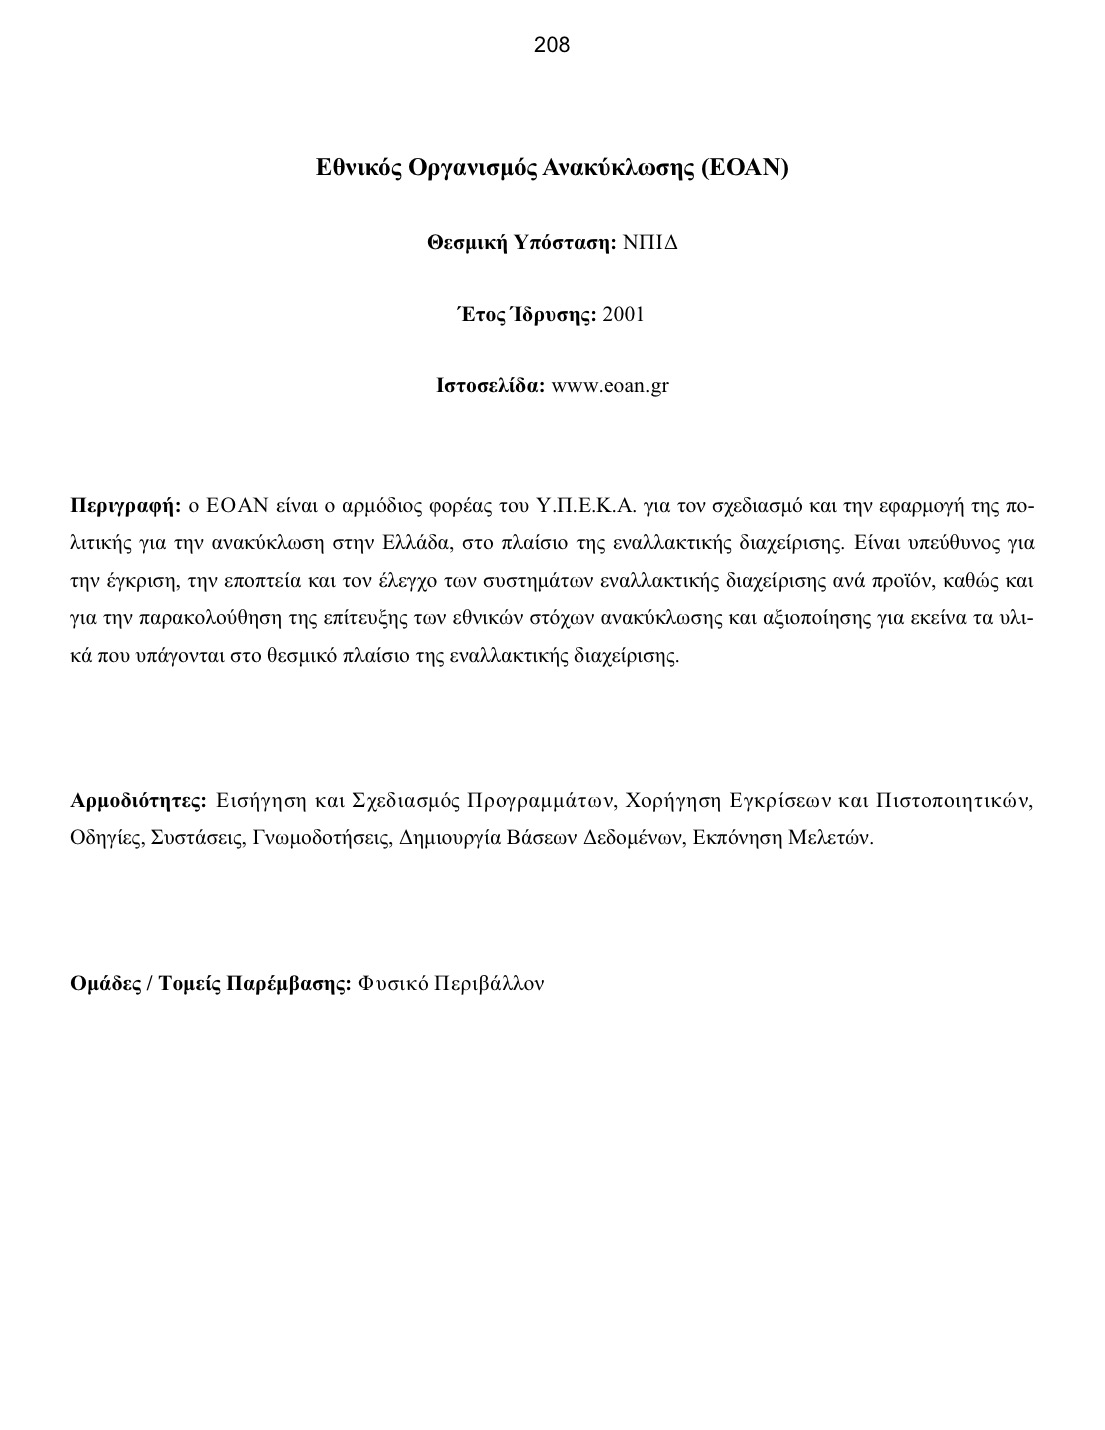 208
Εθνικός Οργανισμός Ανακύκλωσης (ΕΟΑΝ)
Θεσμική Υπόσταση: ΝΠΙΔ
Έτος Ίδρυσης: 2001
Ιστοσελίδα: www.eoan.gr
Περιγραφή: ο ΕΟΑΝ είναι ο αρμόδιος φορέας του Υ.Π.Ε.Κ.Α. για τον σχεδιασμό και την εφαρμογή της πο-
λιτικής για την ανακύκλωση στην Ελλάδα, στο πλαίσιο της εναλλακτικής διαχείρισης. Είναι υπεύθυνος για
την έγκριση, την εποπτεία και τον έλεγχο των συστημάτων εναλλακτικής διαχείρισης ανά προϊόν, καθώς και
για την παρακολούθηση της επίτευξης των εθνικών στόχων ανακύκλωσης και αξιοποίησης για εκείνα τα υλι-
κά που υπάγονται στο θεσμικό πλαίσιο της εναλλακτικής διαχείρισης.
Αρμοδιότητες: Εισήγηση και Σχεδιασμός Προγραμμάτων, Χορήγηση Εγκρίσεων και Πιστοποιητικών,
Οδηγίες, Συστάσεις, Γνωμοδοτήσεις, Δημιουργία Βάσεων Δεδομένων, Εκπόνηση Μελετών.
Ομάδες / Τομείς Παρέμβασης: Φυσικό Περιβάλλον